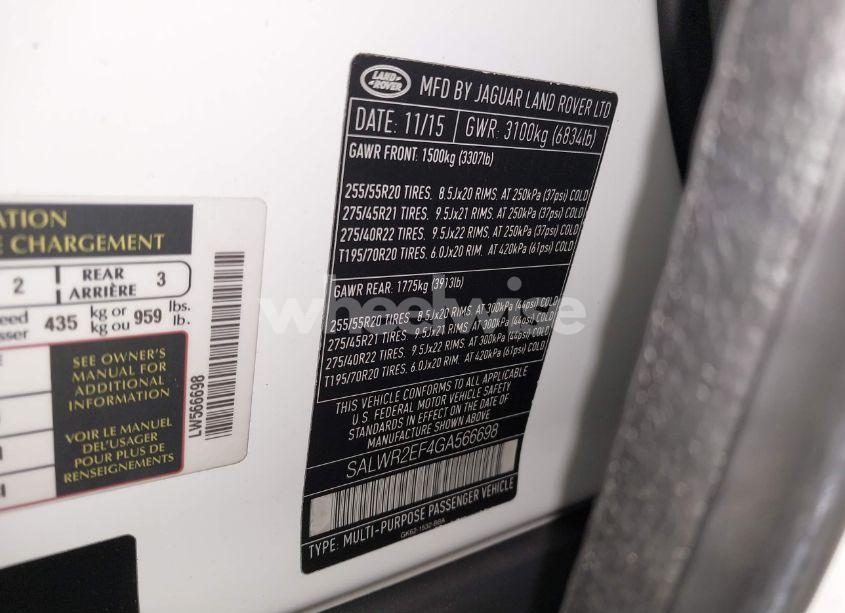 LAND ROVER
MFD BY JAGUAR LAND ROVER LTD
DATE: 11/15 GWR: 3100kg (6834lb)
GAWR FRONT: 1500kg (3307lb)
255/55R20 TIRES. 8.5Jx20 RIMS. AT 250kPa (37psi) COLD
275/45R21 TIRES. 9.5Jx21 RIMS. AT 250kPa (37psi) COLD
275/40R22 TIRES. 9.5Jx22 RIMS. AT 250kPa (37psi) COLD
T195/70R20 TIRES. 6.0Jx20 RIM. AT 420kPa (61psi) COLD
GAWR REAR: 1775kg (3913lb)
255/55R20 TIRES. 8.5Jx20 RIMS. AT 300kPa (44psi) COLD
275/45R21 TIRES. 9.5Jx21 RIMS. AT 300kPa (44psi) COLD
275/40R22 TIRES. 9.5Jx22 RIMS. AT 300kPa (44psi) COLD
T195/70R20 TIRES. 6.0Jx20 RIM. AT 420kPa (61psi) COLD
THIS VEHICLE CONFORMS TO ALL APPLICABLE
U S FEDERAL MOTOR VEHICLE SAFETY
STANDARDS IN EFFECT ON THE DATE OF
MANUFACTURE SHOWN ABOVE
SALWR2EF4GA566698
TYPE: MULTI-PURPOSE PASSENGER VEHICLE
GK62-1532-BBA
ATION
E CHARGEMENT
2 REAR ARRIÈRE 3
eed
sser 435 kg or kg ou 959 lbs. lb.
SEE OWNER'S
MANUAL FOR
ADDITIONAL
INFORMATION
VOIR LE MANUEL
DEL'USAGER
POUR PLUS DE
RENSEIGNEMENTS
LW566698
wheelwise